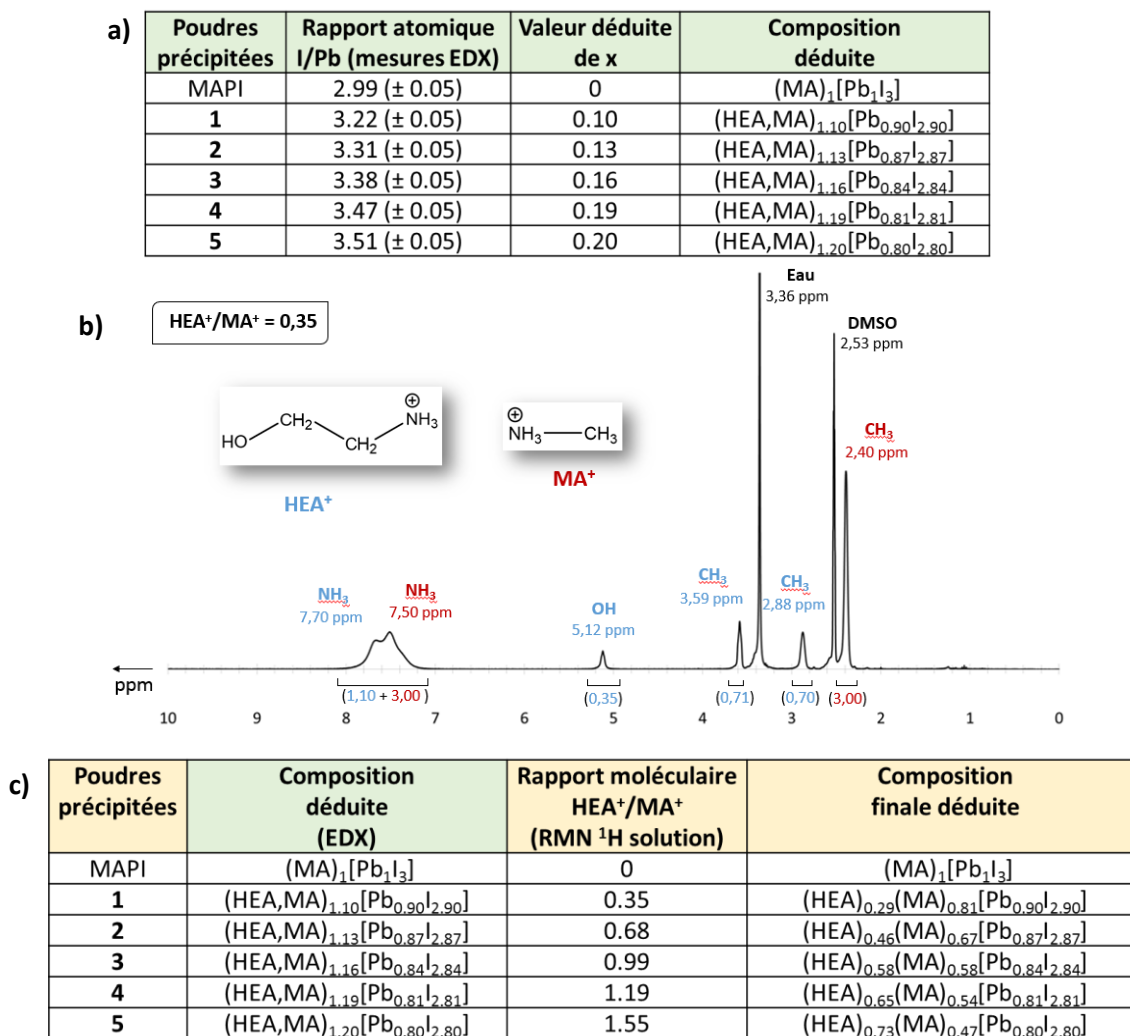 a)
Poudres précipitées | Rapport atomique I/Pb (mesures EDX) | Valeur déduite de x | Composition déduite
MAPI | 2.99 (± 0.05) | 0 | (MA)₁[Pb₁I₃]
1 | 3.22 (± 0.05) | 0.10 | (HEA,MA)₁.₁₀[Pb₀.₉₀I₂.₉₀]
2 | 3.31 (± 0.05) | 0.13 | (HEA,MA)₁.₁₃[Pb₀.₈₇I₂.₈₇]
3 | 3.38 (± 0.05) | 0.16 | (HEA,MA)₁.₁₆[Pb₀.₈₄I₂.₈₄]
4 | 3.47 (± 0.05) | 0.19 | (HEA,MA)₁.₁₉[Pb₀.₈₁I₂.₈₁]
5 | 3.51 (± 0.05) | 0.20 | (HEA,MA)₁.₂₀[Pb₀.₈₀I₂.₈₀]
b)
HEA⁺/MA⁺ = 0,35
HO CH₂ CH₂ NH₃ ⊕
HEA⁺
⊕ NH₃ CH₃
MA⁺
Eau
3,36 ppm
DMSO
2,53 ppm
CH₃
2,40 ppm
NH₃
7,70 ppm
NH₃
7,50 ppm
OH
5,12 ppm
CH₃
3,59 ppm
CH₃
2,88 ppm
ppm
(1,10 + 3,00) (0,35) (0,71) (0,70) (3,00)
10 9 8 7 6 5 4 3 2 1 0
c)
Poudres précipitées | Composition déduite (EDX) | Rapport moléculaire HEA⁺/MA⁺ (RMN ¹H solution) | Composition finale déduite
MAPI | (MA)₁[Pb₁I₃] | 0 | (MA)₁[Pb₁I₃]
1 | (HEA,MA)₁.₁₀[Pb₀.₉₀I₂.₉₀] | 0.35 | (HEA)₀.₂₉(MA)₀.₈₁[Pb₀.₉₀I₂.₉₀]
2 | (HEA,MA)₁.₁₃[Pb₀.₈₇I₂.₈₇] | 0.68 | (HEA)₀.₄₆(MA)₀.₆₇[Pb₀.₈₇I₂.₈₇]
3 | (HEA,MA)₁.₁₆[Pb₀.₈₄I₂.₈₄] | 0.99 | (HEA)₀.₅₈(MA)₀.₅₈[Pb₀.₈₄I₂.₈₄]
4 | (HEA,MA)₁.₁₉[Pb₀.₈₁I₂.₈₁] | 1.19 | (HEA)₀.₆₅(MA)₀.₅₄[Pb₀.₈₁I₂.₈₁]
5 | (HEA,MA)₁.₂₀[Pb₀.₈₀I₂.₈₀] | 1.55 | (HEA)₀.₇₃(MA)₀.₄₇[Pb₀.₈₀I₂.₈₀]